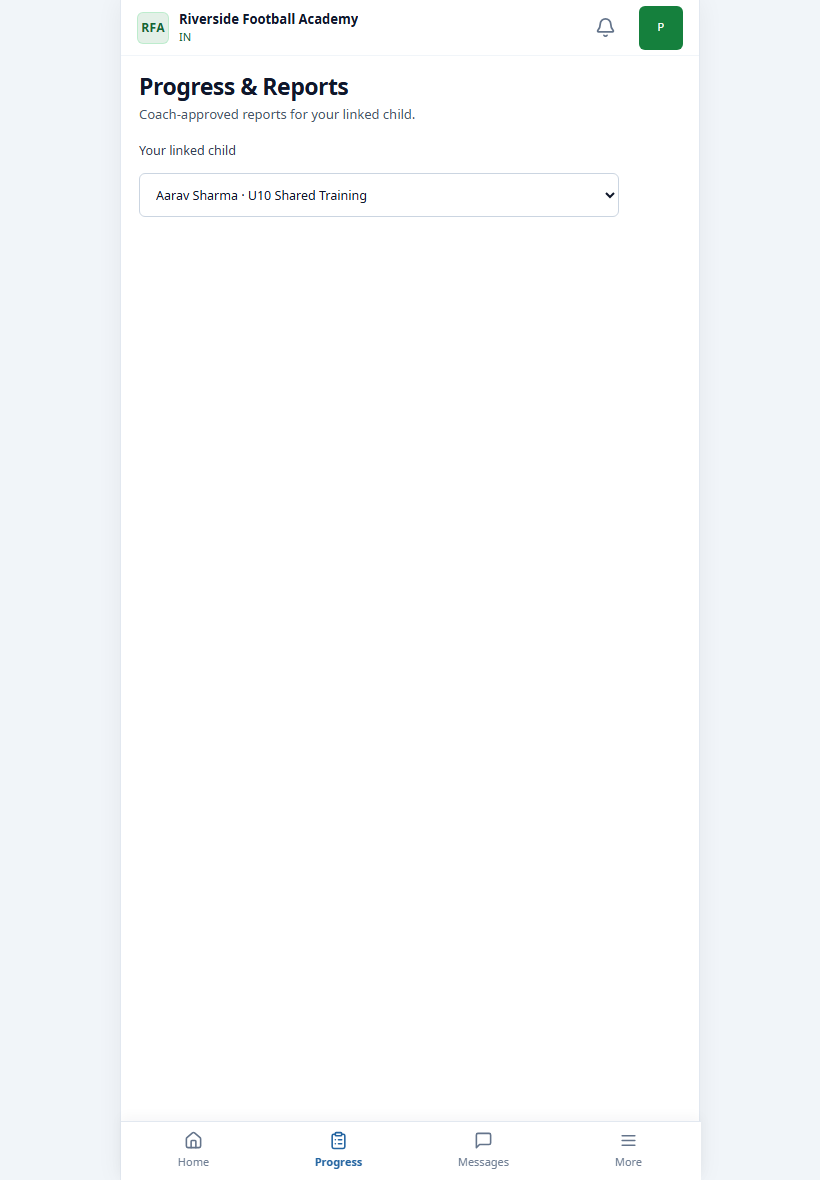 RFA
Riverside Football Academy
IN
P
Progress & Reports
Coach-approved reports for your linked child.
Your linked child
Aarav Sharma · U10 Shared Training
Home
Progress
Messages
More